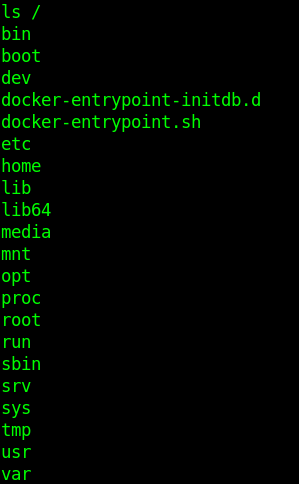 ls /
bin
boot
dev
docker-entrypoint-initdb.d
docker-entrypoint.sh
etc
home
lib
lib64
media
mnt
opt
proc
root
run
sbin
srv
sys
tmp
usr
var